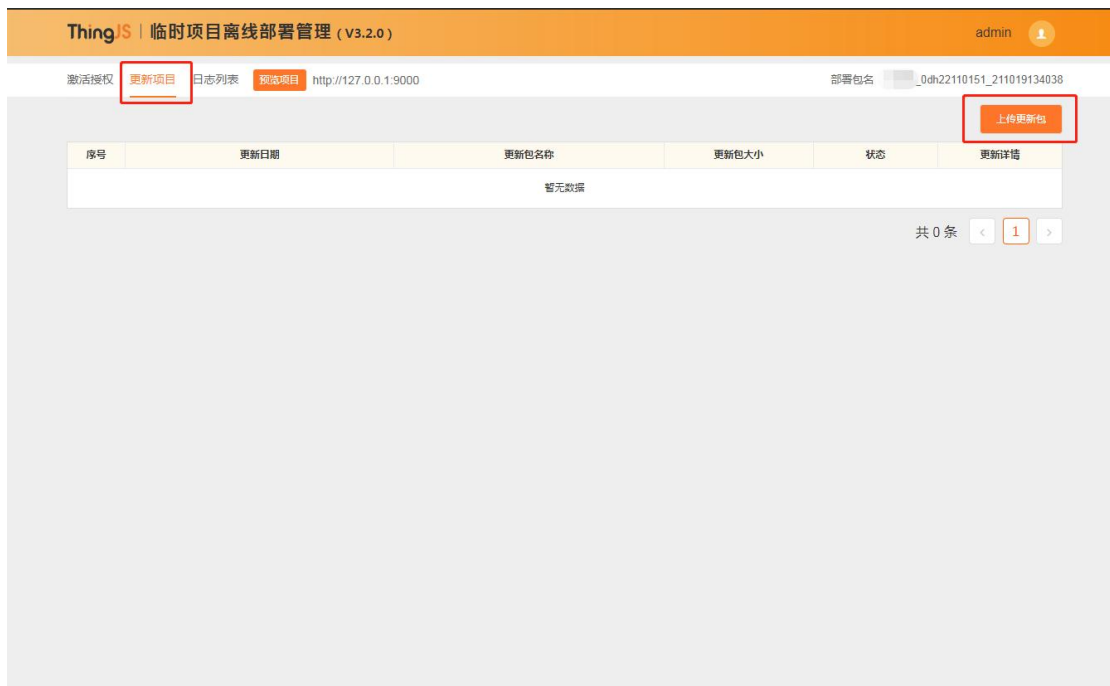 ThingJS | 临时项目离线部署管理 ( V3.2.0 ) admin
激活授权 更新项目 日志列表 预览项目 http://127.0.0.1:9000 部署包名 _0dh22110151_211019134038
上传更新包
序号 更新日期 更新包名称 更新包大小 状态 更新详情
暂无数据
共 0 条 < 1 >